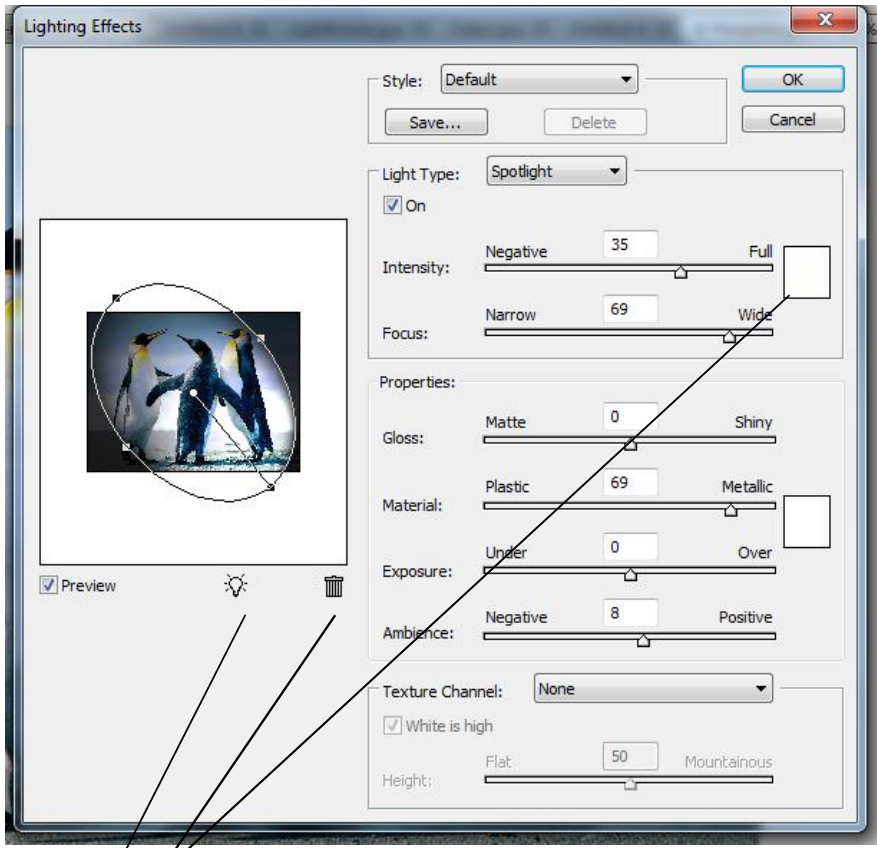 Lighting Effects
Style: Default
OK
Save... Delete
Cancel
Light Type: Spotlight
On
Intensity: Negative 35 Full
Focus: Narrow 69 Wide
Properties:
Gloss: Matte 0 Shiny
Material: Plastic 69 Metallic
Exposure: Under 0 Over
Ambience: Negative 8 Positive
Preview
Texture Channel: None
White is high
Height: Flat 50 Mountainous